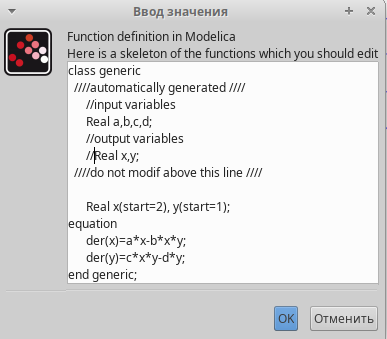 Ввод значения
Function definition in Modelica
Here is a skeleton of the functions which you should edit
class generic
////automatically generated ////
//input variables
Real a,b,c,d;
//output variables
//Real x,y;
////do not modif above this line ////
Real x(start=2), y(start=1);
equation
der(x)=a*x-b*x*y;
der(y)=c*x*y-d*y;
end generic;
OK
Отменить